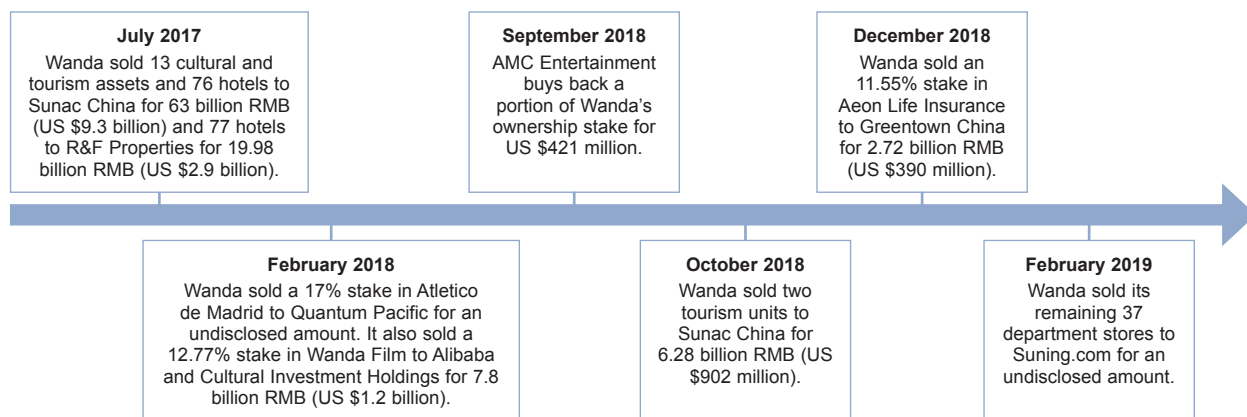 July 2017
Wanda sold 13 cultural and
tourism assets and 76 hotels to
Sunac China for 63 billion RMB
(US $9.3 billion) and 77 hotels
to R&F Properties for 19.98
billion RMB (US $2.9 billion).
February 2018
Wanda sold a 17% stake in Atletico
de Madrid to Quantum Pacific for an
undisclosed amount. It also sold a
12.77% stake in Wanda Film to Alibaba
and Cultural Investment Holdings for 7.8
billion RMB (US $1.2 billion).
September 2018
AMC Entertainment
buys back a
portion of Wanda’s
ownership stake for
US $421 million.
October 2018
Wanda sold two
tourism units to
Sunac China for
6.28 billion RMB (US
$902 million).
December 2018
Wanda sold an
11.55% stake in
Aeon Life Insurance
to Greentown China
for 2.72 billion RMB
(US $390 million).
February 2019
Wanda sold its
remaining 37
department stores to
Suning.com for an
undisclosed amount.